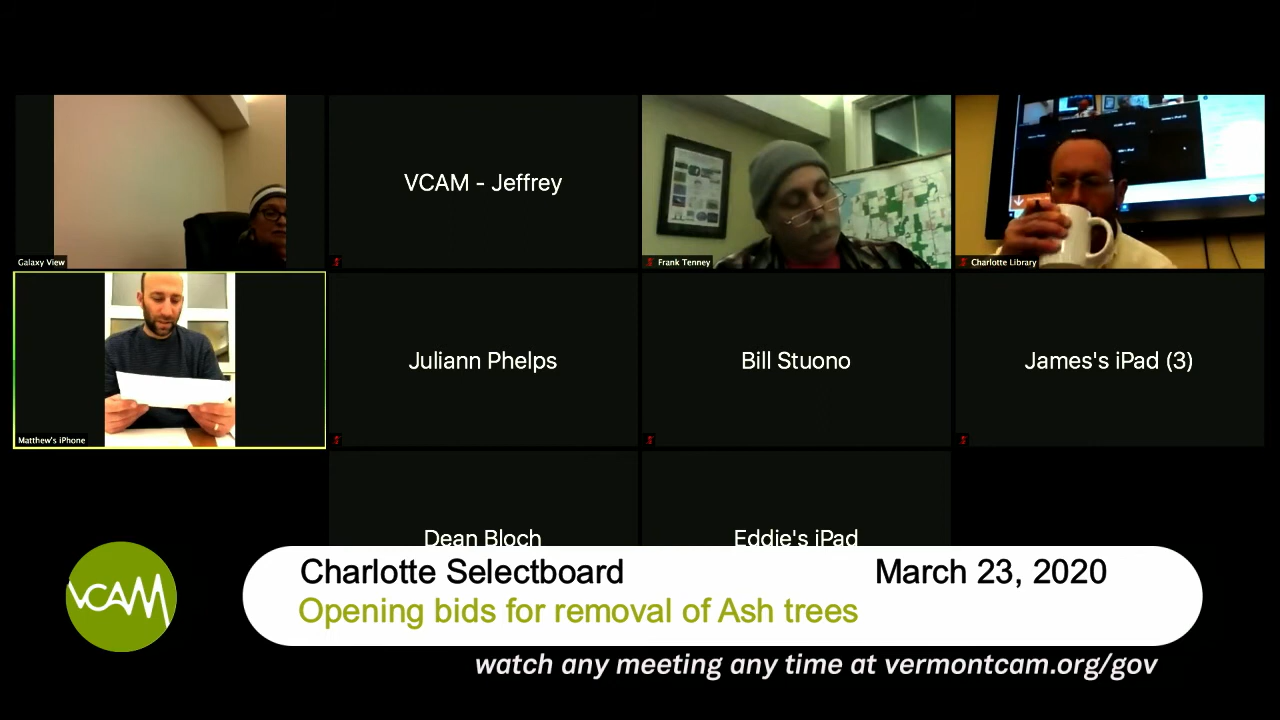 VCAM - Jeffrey
Galaxy View
Frank Tenney
Charlotte Library
Juliann Phelps
Bill Stuono
James's iPad (3)
Matthew's iPhone
Dean Bloch
Eddie's iPad
VCAM
Charlotte Selectboard
March 23, 2020
Opening bids for removal of Ash trees
watch any meeting any time at vermontcam.org/gov